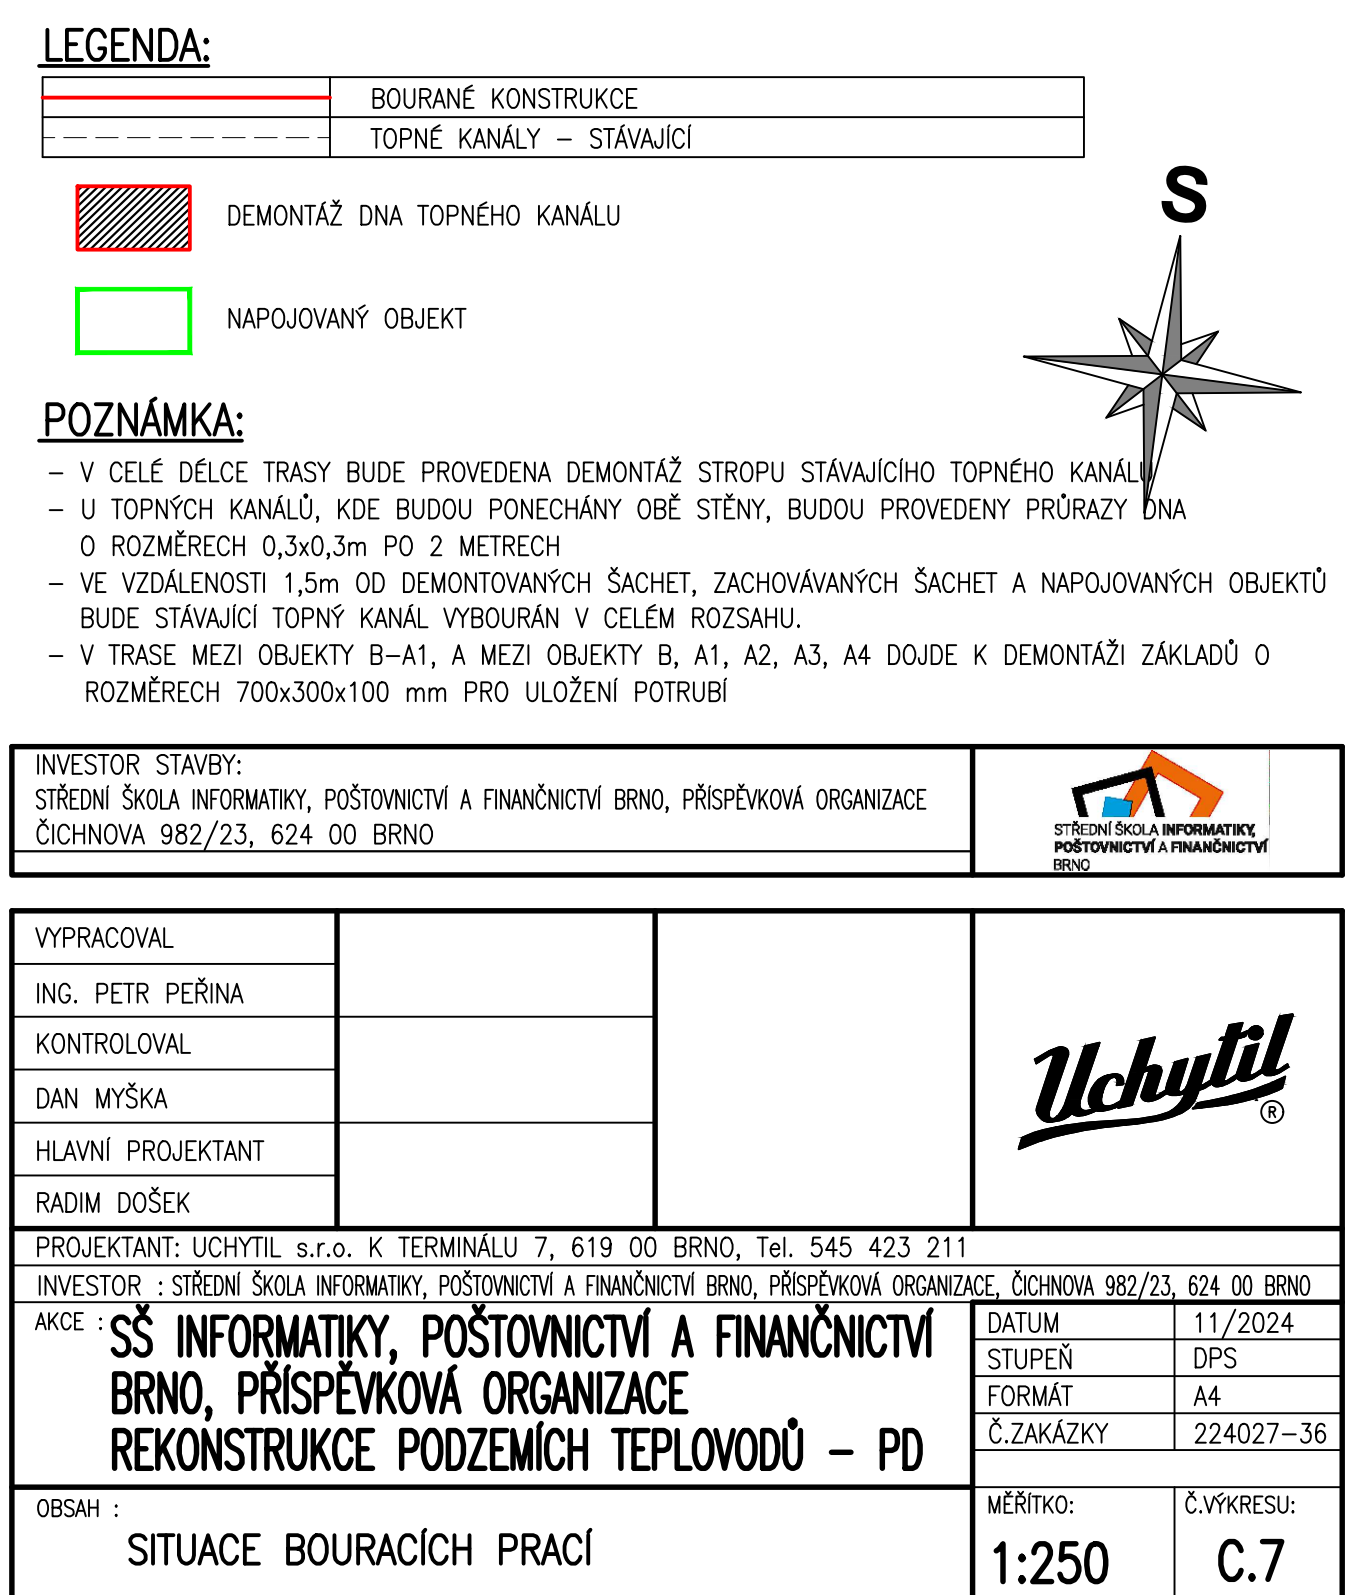 LEGENDA:
BOURANÉ KONSTRUKCE
TOPNÉ KANÁLY – STÁVAJÍCÍ
DEMONTÁŽ DNA TOPNÉHO KANÁLU
NAPOJOVANÝ OBJEKT
S
POZNÁMKA:
– V CELÉ DÉLCE TRASY BUDE PROVEDENA DEMONTÁŽ STROPU STÁVAJÍCÍHO TOPNÉHO KANÁLU
– U TOPNÝCH KANÁLŮ, KDE BUDOU PONECHÁNY OBĚ STĚNY, BUDOU PROVEDENY PRŮRAZY DNA
O ROZMĚRECH 0,3x0,3m PO 2 METRECH
– VE VZDÁLENOSTI 1,5m OD DEMONTOVANÝCH ŠACHET, ZACHOVÁVANÝCH ŠACHET A NAPOJOVANÝCH OBJEKTŮ
BUDE STÁVAJÍCÍ TOPNÝ KANÁL VYBOURÁN V CELÉM ROZSAHU.
– V TRASE MEZI OBJEKTY B–A1, A MEZI OBJEKTY B, A1, A2, A3, A4 DOJDE K DEMONTÁŽI ZÁKLADŮ O
ROZMĚRECH 700x300x100 mm PRO ULOŽENÍ POTRUBÍ
INVESTOR STAVBY:
STŘEDNÍ ŠKOLA INFORMATIKY, POŠTOVNICTVÍ A FINANČNICTVÍ BRNO, PŘÍSPĚVKOVÁ ORGANIZACE
ČICHNOVA 982/23, 624 00 BRNO
STŘEDNÍ ŠKOLA INFORMATIKY,
POŠTOVNICTVÍ A FINANČNICTVÍ
BRNO
VYPRACOVAL
ING. PETR PEŘINA
KONTROLOVAL
DAN MYŠKA
HLAVNÍ PROJEKTANT
RADIM DOŠEK
Uchytil ®
PROJEKTANT: UCHYTIL s.r.o. K TERMINÁLU 7, 619 00 BRNO, Tel. 545 423 211
INVESTOR : STŘEDNÍ ŠKOLA INFORMATIKY, POŠTOVNICTVÍ A FINANČNICTVÍ BRNO, PŘÍSPĚVKOVÁ ORGANIZACE, ČICHNOVA 982/23, 624 00 BRNO
AKCE : SŠ INFORMATIKY, POŠTOVNICTVÍ A FINANČNICTVÍ
BRNO, PŘÍSPĚVKOVÁ ORGANIZACE
REKONSTRUKCE PODZEMÍCH TEPLOVODŮ – PD
DATUM 11/2024
STUPEŇ DPS
FORMÁT A4
Č.ZAKÁZKY 224027–36
OBSAH :
SITUACE BOURACÍCH PRACÍ
MĚŘÍTKO: Č.VÝKRESU:
1:250 C.7